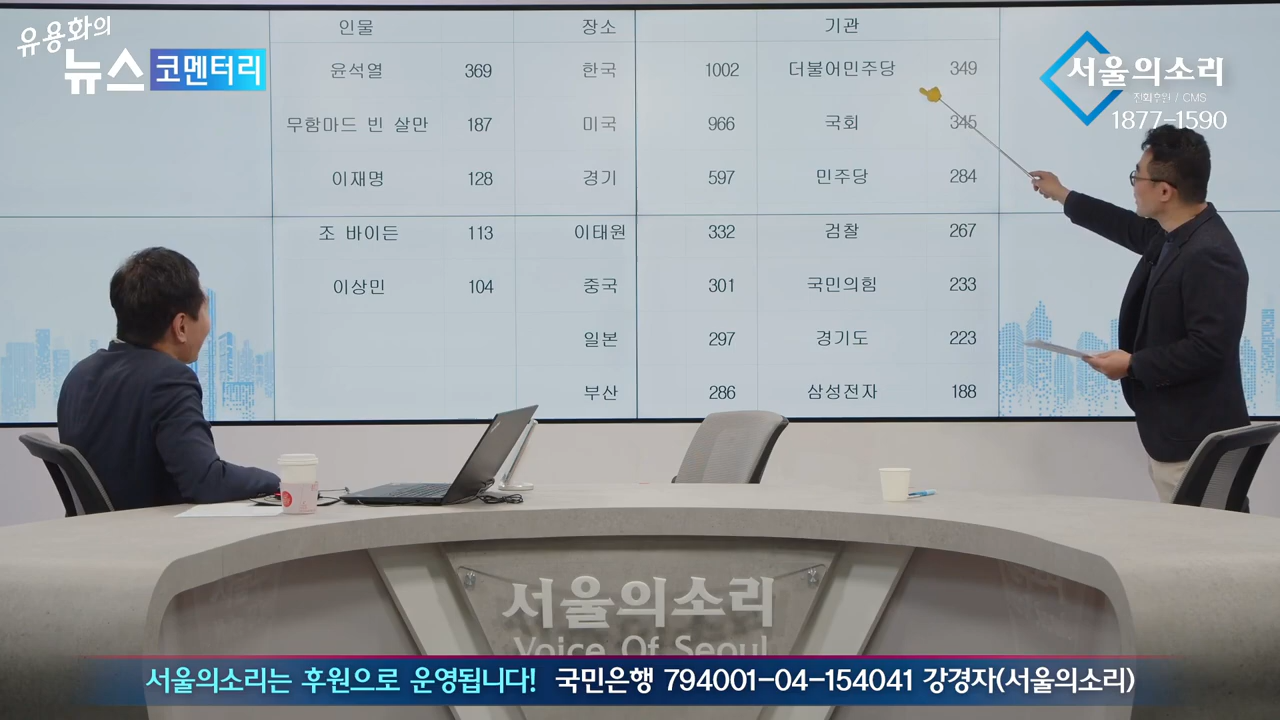 유용화의
뉴스 코멘터리
서울의소리
전화후원 / CMS
1877-1590
인물 장소 기관
윤석열 369 한국 1002 더불어민주당 349
무함마드 빈 살만 187 미국 966 국회 345
이재명 128 경기 597 민주당 284
조 바이든 113 이태원 332 검찰 267
이상민 104 중국 301 국민의힘 233
일본 297 경기도 223
부산 286 삼성전자 188
서울의소리
Voice Of Seoul
서울의소리는 후원으로 운영됩니다! 국민은행 794001-04-154041 강경자(서울의소리)